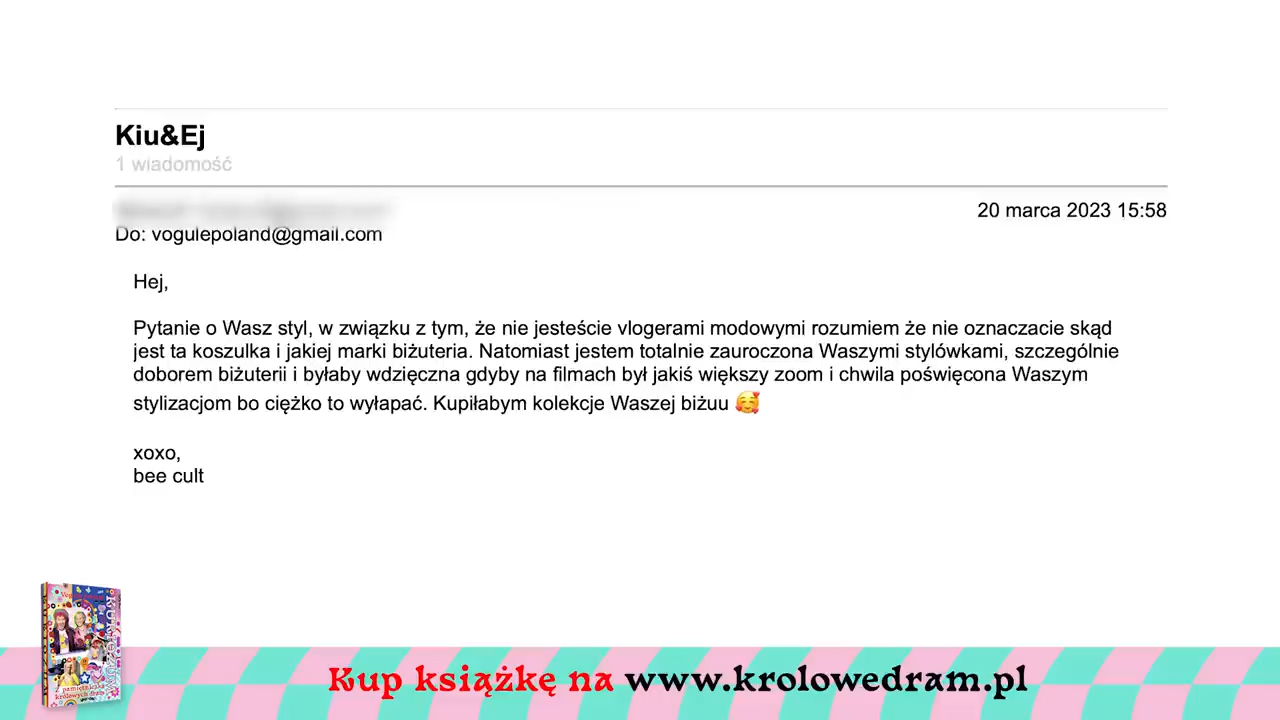 Kiu&Ej
1 wiadomość
20 marca 2023 15:58
Do: vogulepoland@gmail.com
Hej,
Pytanie o Wasz styl, w związku z tym, że nie jesteście vlogerami modowymi rozumiem że nie oznaczacie skąd
jest ta koszulka i jakiej marki biżuteria. Natomiast jestem totalnie zauroczona Waszymi stylówkami, szczególnie
doborem biżuterii i byłaby wdzięczna gdyby na filmach był jakiś większy zoom i chwila poświęcona Waszym
stylizacjom bo ciężko to wyłapać. Kupiłabym kolekcje Waszej biżuu 🥰
xoxo,
bee cult
Z pamiętnika
królowych dram
Kup książkę na www.krolowedram.pl